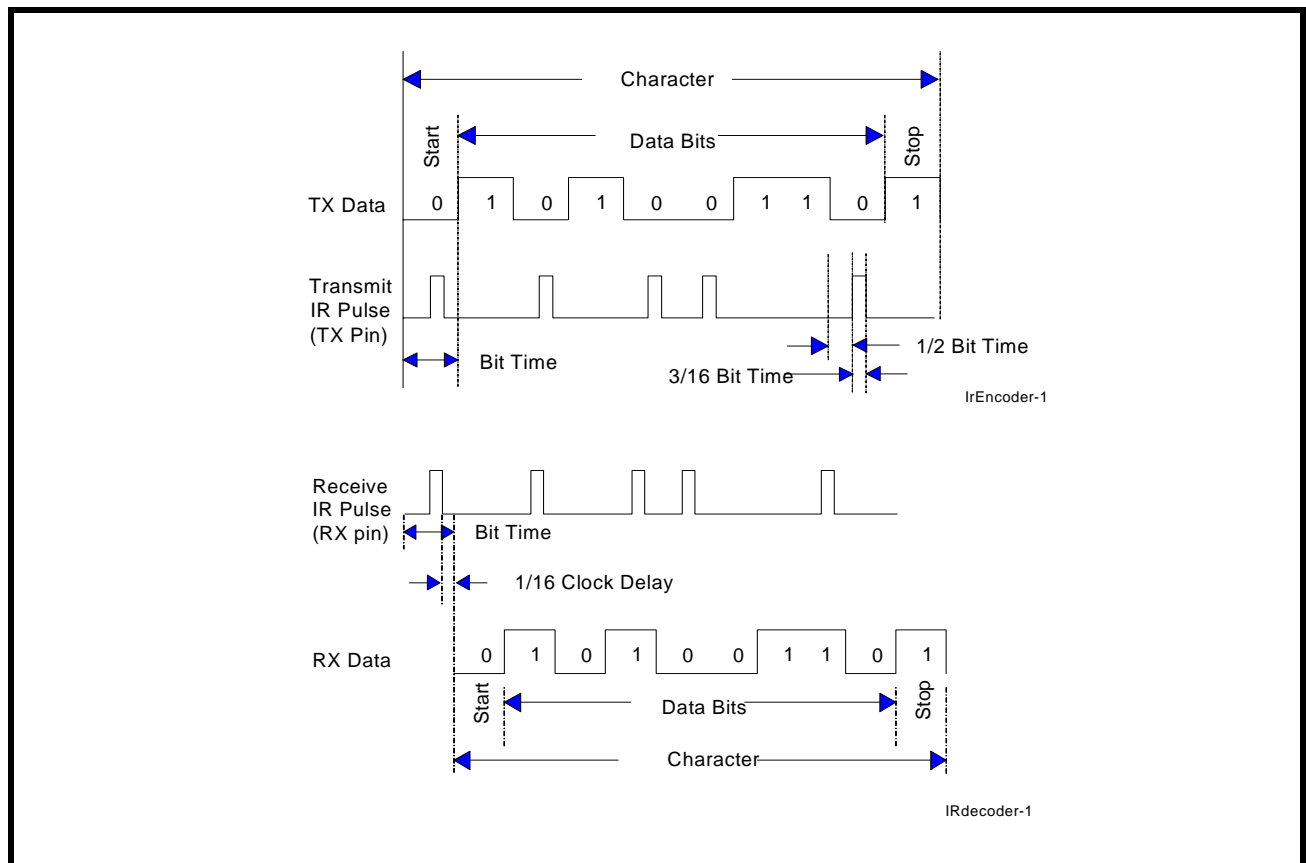 Character
Start
Data Bits
Stop
TX Data
0 1 0 1 0 0 1 1 0 1
Transmit
IR Pulse
(TX Pin)
Bit Time
1/2 Bit Time
3/16 Bit Time
IrEncoder-1
Receive
IR Pulse
(RX pin)
Bit Time
1/16 Clock Delay
RX Data
0 1 0 1 0 0 1 1 0 1
Start
Data Bits
Stop
Character
IRdecoder-1